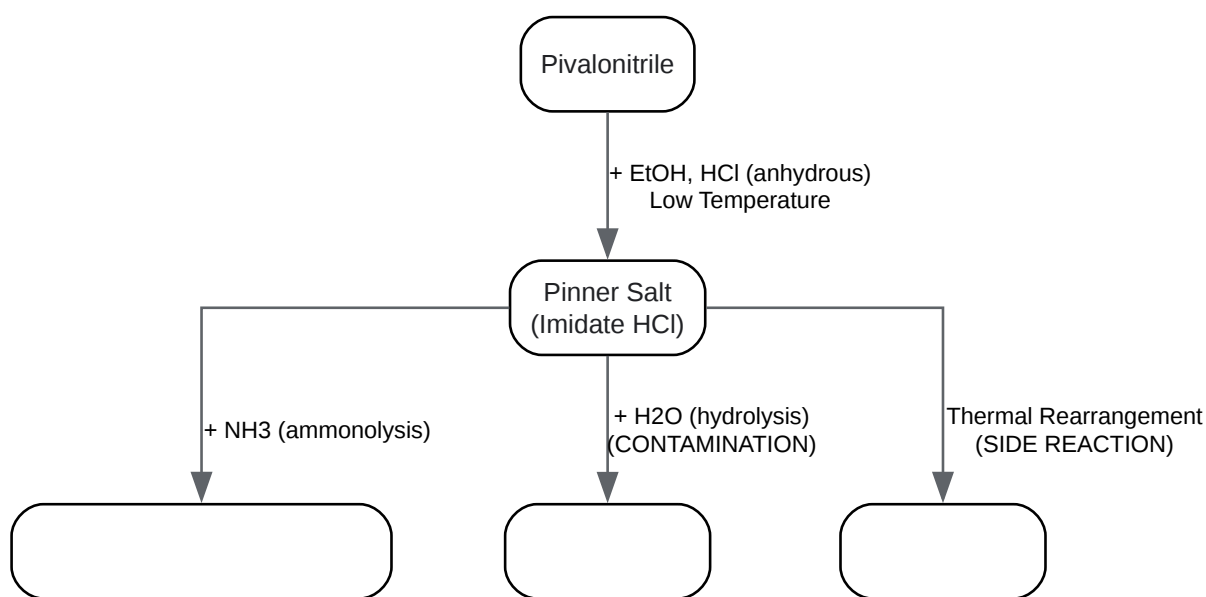 Pivalonitrile
+ EtOH, HCl (anhydrous)
Low Temperature
Pinner Salt
(Imidate HCl)
+ NH3 (ammonolysis)
+ H2O (hydrolysis)
(CONTAMINATION)
Thermal Rearrangement
(SIDE REACTION)